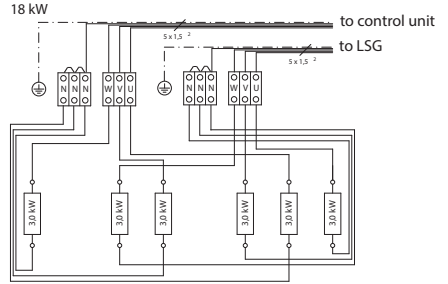 18 kW
to control unit
5 x 1,5 ²
to LSG
5 x 1,5 ²
N N N W V U
N N N W V U
3,0 kW 3,0 kW 3,0 kW 3,0 kW 3,0 kW 3,0 kW